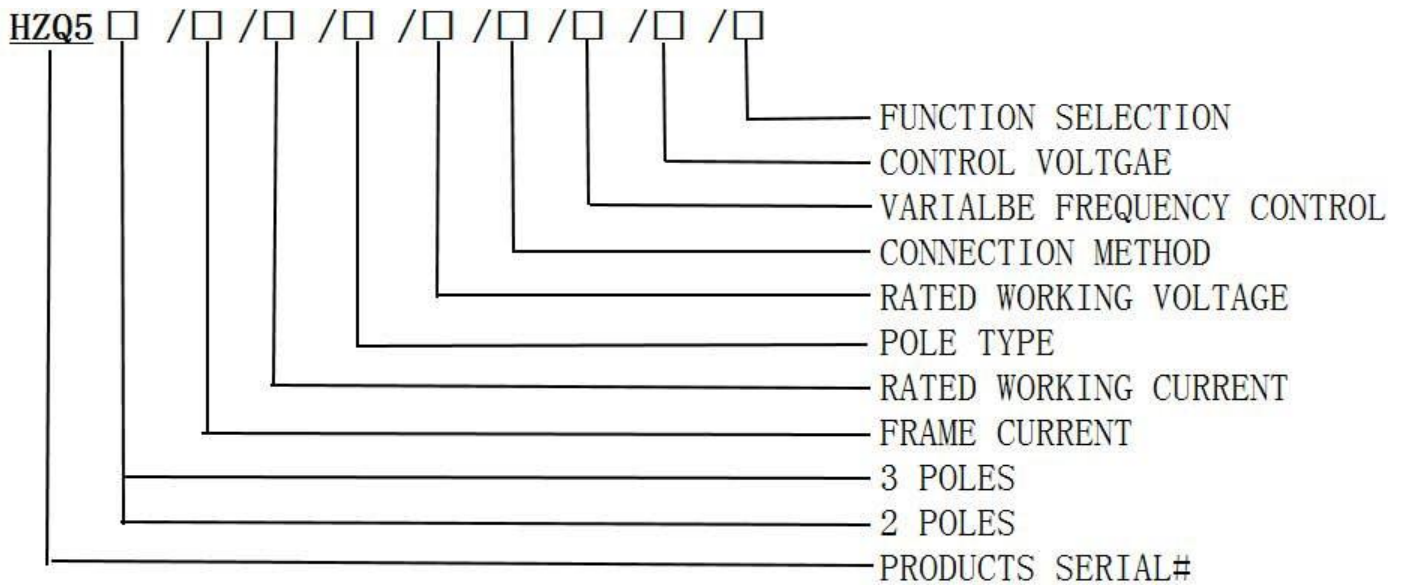 HZQ5□ /□ /□ /□ /□ /□ /□ /□ /□
FUNCTION SELECTION
CONTROL VOLTGAE
VARIALBE FREQUENCY CONTROL
CONNECTION METHOD
RATED WORKING VOLTAGE
POLE TYPE
RATED WORKING CURRENT
FRAME CURRENT
3 POLES
2 POLES
PRODUCTS SERIAL#